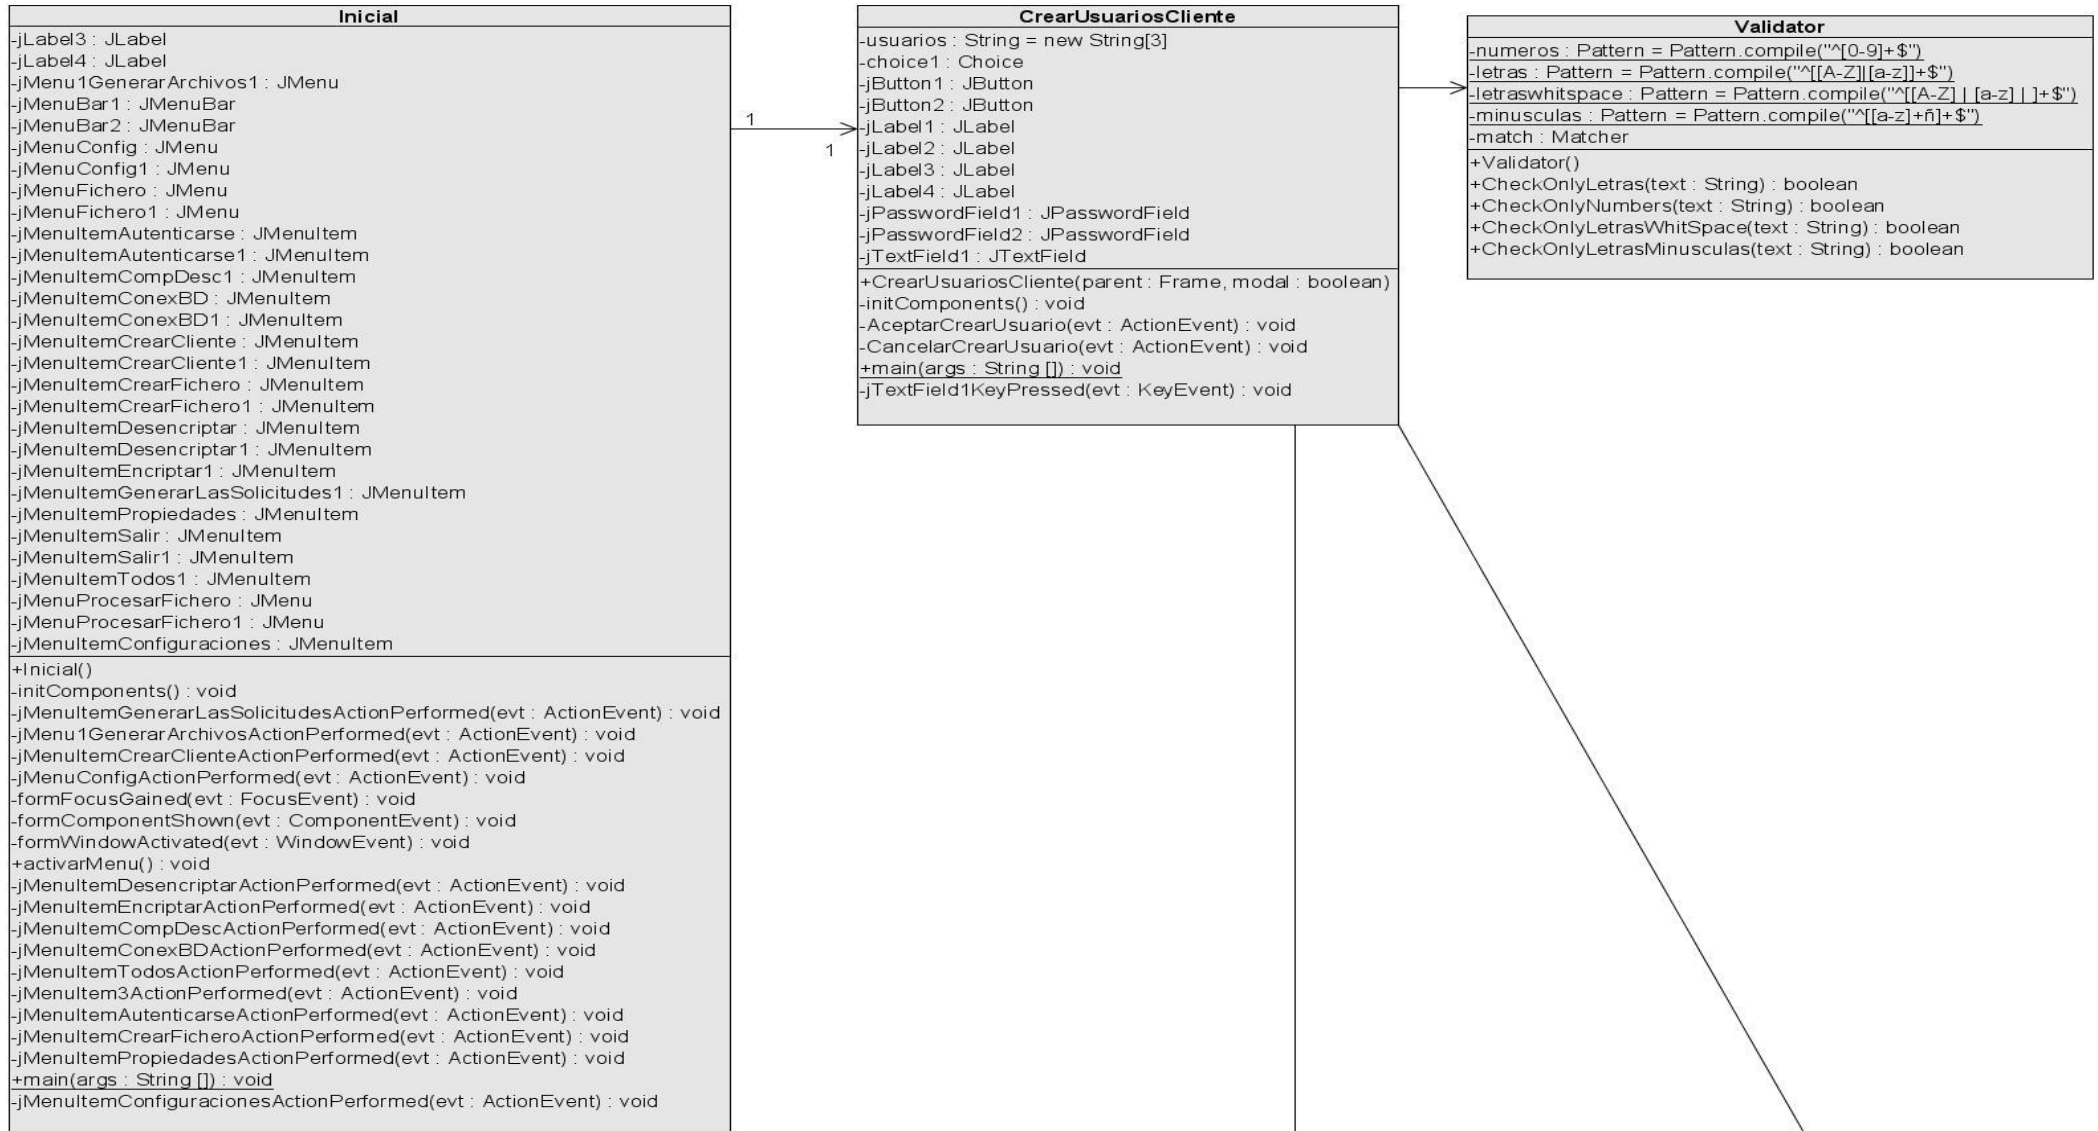 Inicial
-jLabel3 : JLabel
-jLabel4 : JLabel
-jMenu1GenerarArchivos1 : JMenu
-jMenuBar1 : JMenuBar
-jMenuBar2 : JMenuBar
-jMenuConfig : JMenu
-jMenuConfig1 : JMenu
-jMenuFichero : JMenu
-jMenuFichero1 : JMenu
-jMenuItemAutenticarse : JMenuItem
-jMenuItemAutenticarse1 : JMenuItem
-jMenuItemCompDesc1 : JMenuItem
-jMenuItemConexBD : JMenuItem
-jMenuItemConexBD1 : JMenuItem
-jMenuItemCrearCliente : JMenuItem
-jMenuItemCrearCliente1 : JMenuItem
-jMenuItemCrearFichero : JMenuItem
-jMenuItemCrearFichero1 : JMenuItem
-jMenuItemDesencriptar : JMenuItem
-jMenuItemDesencriptar1 : JMenuItem
-jMenuItemEncriptar1 : JMenuItem
-jMenuItemGenerarLasSolicitudes1 : JMenuItem
-jMenuItemPropiedades : JMenuItem
-jMenuItemSalir : JMenuItem
-jMenuItemSalir1 : JMenuItem
-jMenuItemTodos1 : JMenuItem
-jMenuProcesarFichero : JMenu
-jMenuProcesarFichero1 : JMenu
-jMenuItemConfiguraciones : JMenuItem
+Inicial()
-initComponents() : void
-jMenuItemGenerarLasSolicitudesActionPerformed(evt : ActionEvent) : void
-jMenu1GenerarArchivosActionPerformed(evt : ActionEvent) : void
-jMenuItemCrearClienteActionPerformed(evt : ActionEvent) : void
-jMenuConfigActionPerformed(evt : ActionEvent) : void
-formFocusGained(evt : FocusEvent) : void
-formComponentShown(evt : ComponentEvent) : void
-formWindowActivated(evt : WindowEvent) : void
+activarMenu() : void
-jMenuItemDesencriptarActionPerformed(evt : ActionEvent) : void
-jMenuItemEncriptarActionPerformed(evt : ActionEvent) : void
-jMenuItemCompDescActionPerformed(evt : ActionEvent) : void
-jMenuItemConexBDActionPerformed(evt : ActionEvent) : void
-jMenuItemTodosActionPerformed(evt : ActionEvent) : void
-jMenuItem3ActionPerformed(evt : ActionEvent) : void
-jMenuItemAutenticarseActionPerformed(evt : ActionEvent) : void
-jMenuItemCrearFicheroActionPerformed(evt : ActionEvent) : void
-jMenuItemPropiedadesActionPerformed(evt : ActionEvent) : void
+main(args : String []) : void
-jMenuItemConfiguracionesActionPerformed(evt : ActionEvent) : void
1
1
CrearUsuariosCliente
-usuarios : String = new String[3]
-choice1 : Choice
-jButton1 : JButton
-jButton2 : JButton
-jLabel1 : JLabel
-jLabel2 : JLabel
-jLabel3 : JLabel
-jLabel4 : JLabel
-jPasswordField1 : JPasswordField
-jPasswordField2 : JPasswordField
-jTextField1 : JTextField
+CrearUsuariosCliente(parent : Frame, modal : boolean)
-initComponents() : void
-AceptarCrearUsuario(evt : ActionEvent) : void
-CancelarCrearUsuario(evt : ActionEvent) : void
+main(args : String []) : void
-jTextField1KeyPressed(evt : KeyEvent) : void
Validator
-numeros : Pattern = Pattern.compile("^[0-9]+$")
-letras : Pattern = Pattern.compile("^[[A-Z]|[a-z]]+$")
-letraswhitspace : Pattern = Pattern.compile("^[[A-Z] | [a-z] | ]+$")
-minusculas : Pattern = Pattern.compile("^[[a-z]+ñ]+$")
-match : Matcher
+Validator()
+CheckOnlyLetras(text : String) : boolean
+CheckOnlyNumbers(text : String) : boolean
+CheckOnlyLetrasWhitSpace(text : String) : boolean
+CheckOnlyLetrasMinusculas(text : String) : boolean